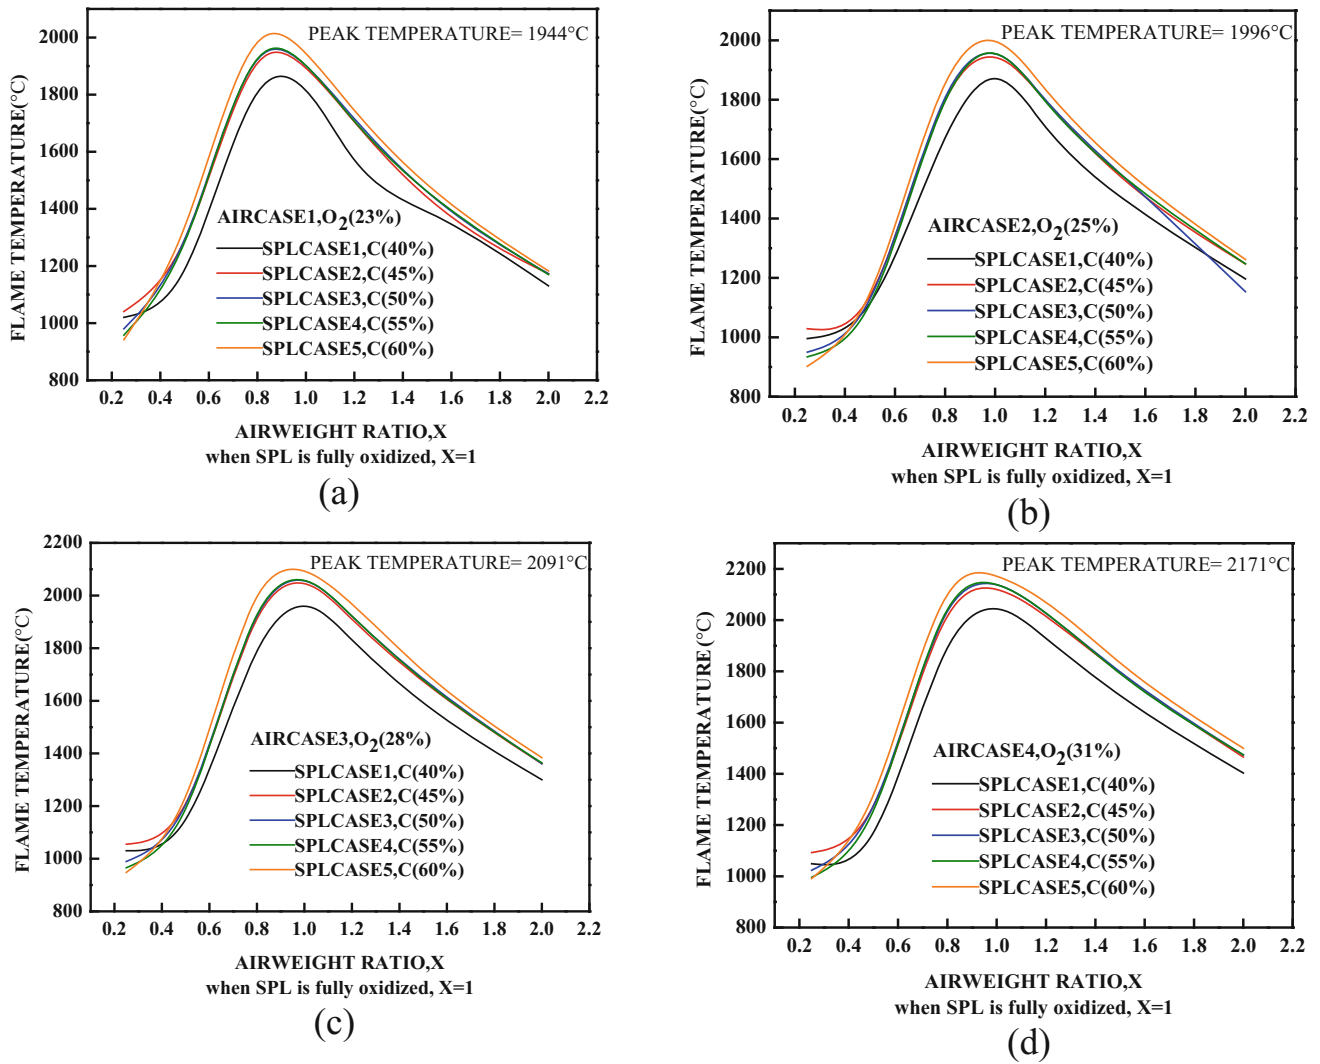 PEAK TEMPERATURE= 1944°C
FLAME TEMPERATURE(°C)
2000
1800
1600
1400
1200
1000
800
AIRCASE1,O2(23%)
SPLCASE1,C(40%)
SPLCASE2,C(45%)
SPLCASE3,C(50%)
SPLCASE4,C(55%)
SPLCASE5,C(60%)
0.2 0.4 0.6 0.8 1.0 1.2 1.4 1.6 1.8 2.0 2.2
AIRWEIGHT RATIO,X
when SPL is fully oxidized, X=1
(a)
PEAK TEMPERATURE= 1996°C
FLAME TEMPERATURE(°C)
2000
1800
1600
1400
1200
1000
800
AIRCASE2,O2(25%)
SPLCASE1,C(40%)
SPLCASE2,C(45%)
SPLCASE3,C(50%)
SPLCASE4,C(55%)
SPLCASE5,C(60%)
0.2 0.4 0.6 0.8 1.0 1.2 1.4 1.6 1.8 2.0 2.2
AIRWEIGHT RATIO,X
when SPL is fully oxidized, X=1
(b)
PEAK TEMPERATURE= 2091°C
FLAME TEMPERATURE(°C)
2200
2000
1800
1600
1400
1200
1000
800
AIRCASE3,O2(28%)
SPLCASE1,C(40%)
SPLCASE2,C(45%)
SPLCASE3,C(50%)
SPLCASE4,C(55%)
SPLCASE5,C(60%)
0.2 0.4 0.6 0.8 1.0 1.2 1.4 1.6 1.8 2.0 2.2
AIRWEIGHT RATIO,X
when SPL is fully oxidized, X=1
(c)
PEAK TEMPERATURE= 2171°C
FLAME TEMPERATURE (°C)
2200
2000
1800
1600
1400
1200
1000
800
AIRCASE4,O2(31%)
SPLCASE1,C(40%)
SPLCASE2,C(45%)
SPLCASE3,C(50%)
SPLCASE4,C(55%)
SPLCASE5,C(60%)
0.2 0.4 0.6 0.8 1.0 1.2 1.4 1.6 1.8 2.0 2.2
AIRWEIGHT RATIO,X
when SPL is fully oxidized, X=1
(d)